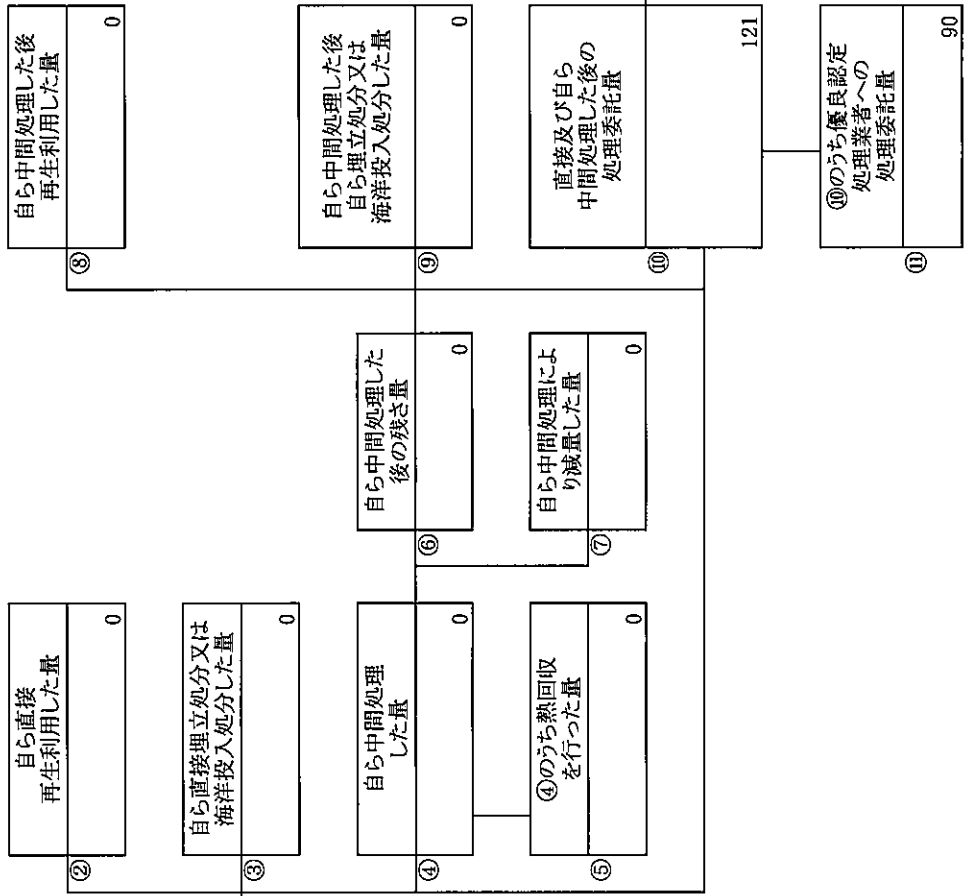 ②
自ら直接
再生利用した量
0
③
自ら直接埋立処分又は
海洋投入処分した量
0
④
自ら中間処理
した量
0
⑤
④のうち熱回収
を行った量
0
⑥
自ら中間処理した
後の残さ量
0
⑦
自ら中間処理によ
り減量した量
0
⑧
自ら中間処理した後
再生利用した量
0
⑨
自ら中間処理した後
自ら埋立処分又は
海洋投入処分した量
0
⑩
直接及び自ら
中間処理した後の
処理委託量
121
⑪
⑩のうち優良認定
処理業者への
処理委託量
90